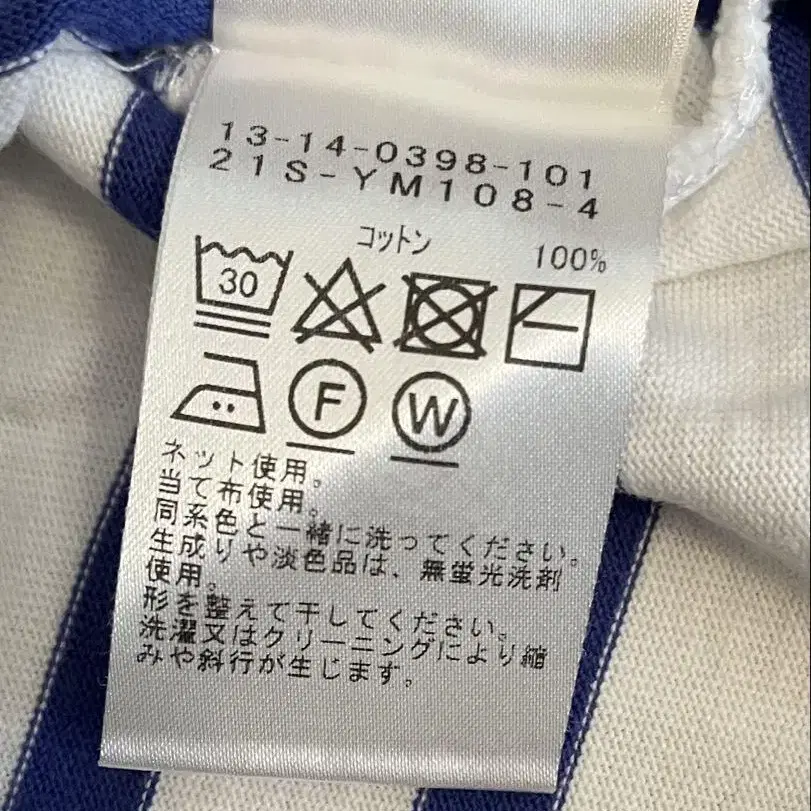 13-14-0398-101
21S-YM108-4
コットン 100%
30
F W
ネット使用。
当て布使用。
同系色と一緒に洗ってください。
生成りや淡色品は、無蛍光洗剤
使用。
形を整えて干してください。
洗濯又はクリーニングにより縮
みや斜行が生じます。